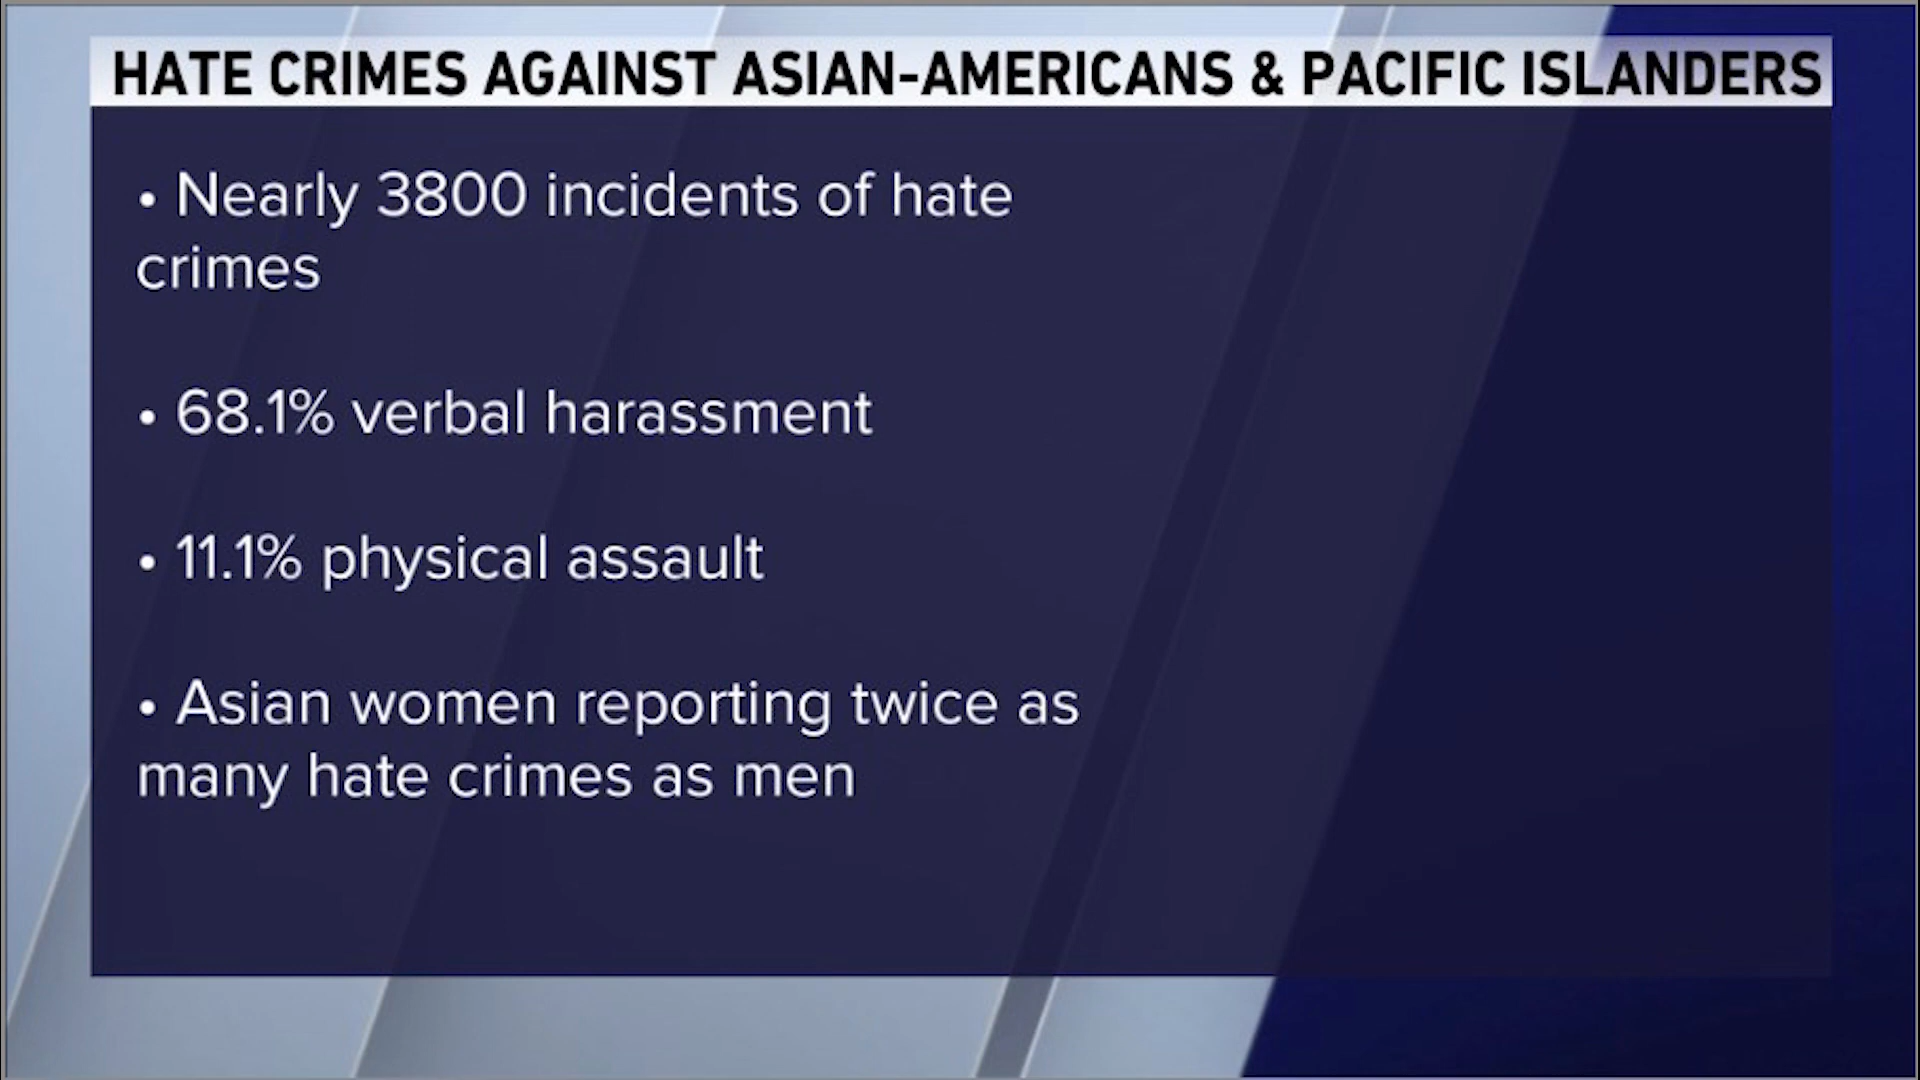 HATE CRIMES AGAINST ASIAN-AMERICANS & PACIFIC ISLANDERS
• Nearly 3800 incidents of hate
crimes
• 68.1% verbal harassment
• 11.1% physical assault
• Asian women reporting twice as
many hate crimes as men